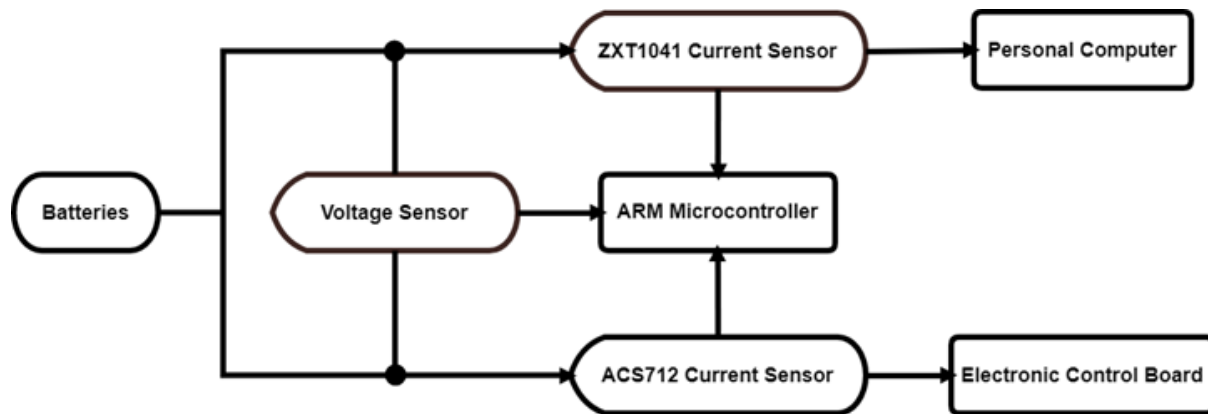 ZXT1041 Current Sensor
Personal Computer
Batteries
Voltage Sensor
ARM Microcontroller
ACS712 Current Sensor
Electronic Control Board